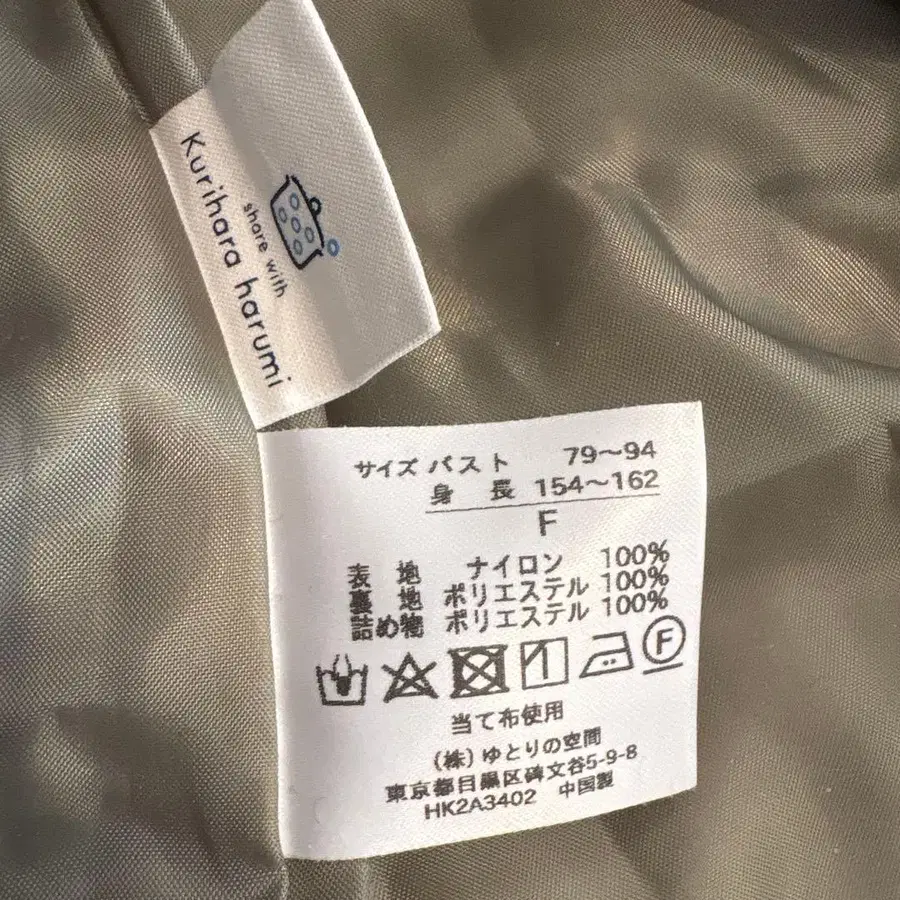 share with
Kurihara harumi
サイズ バスト 79～94
身 長 154～162
F
表 地 ナイロン 100%
裏 地 ポリエステル 100%
詰め物 ポリエステル 100%
F
当て布使用
(株)ゆとりの空間
東京都目黒区碑文谷5-9-8
HK2A3402 中国製